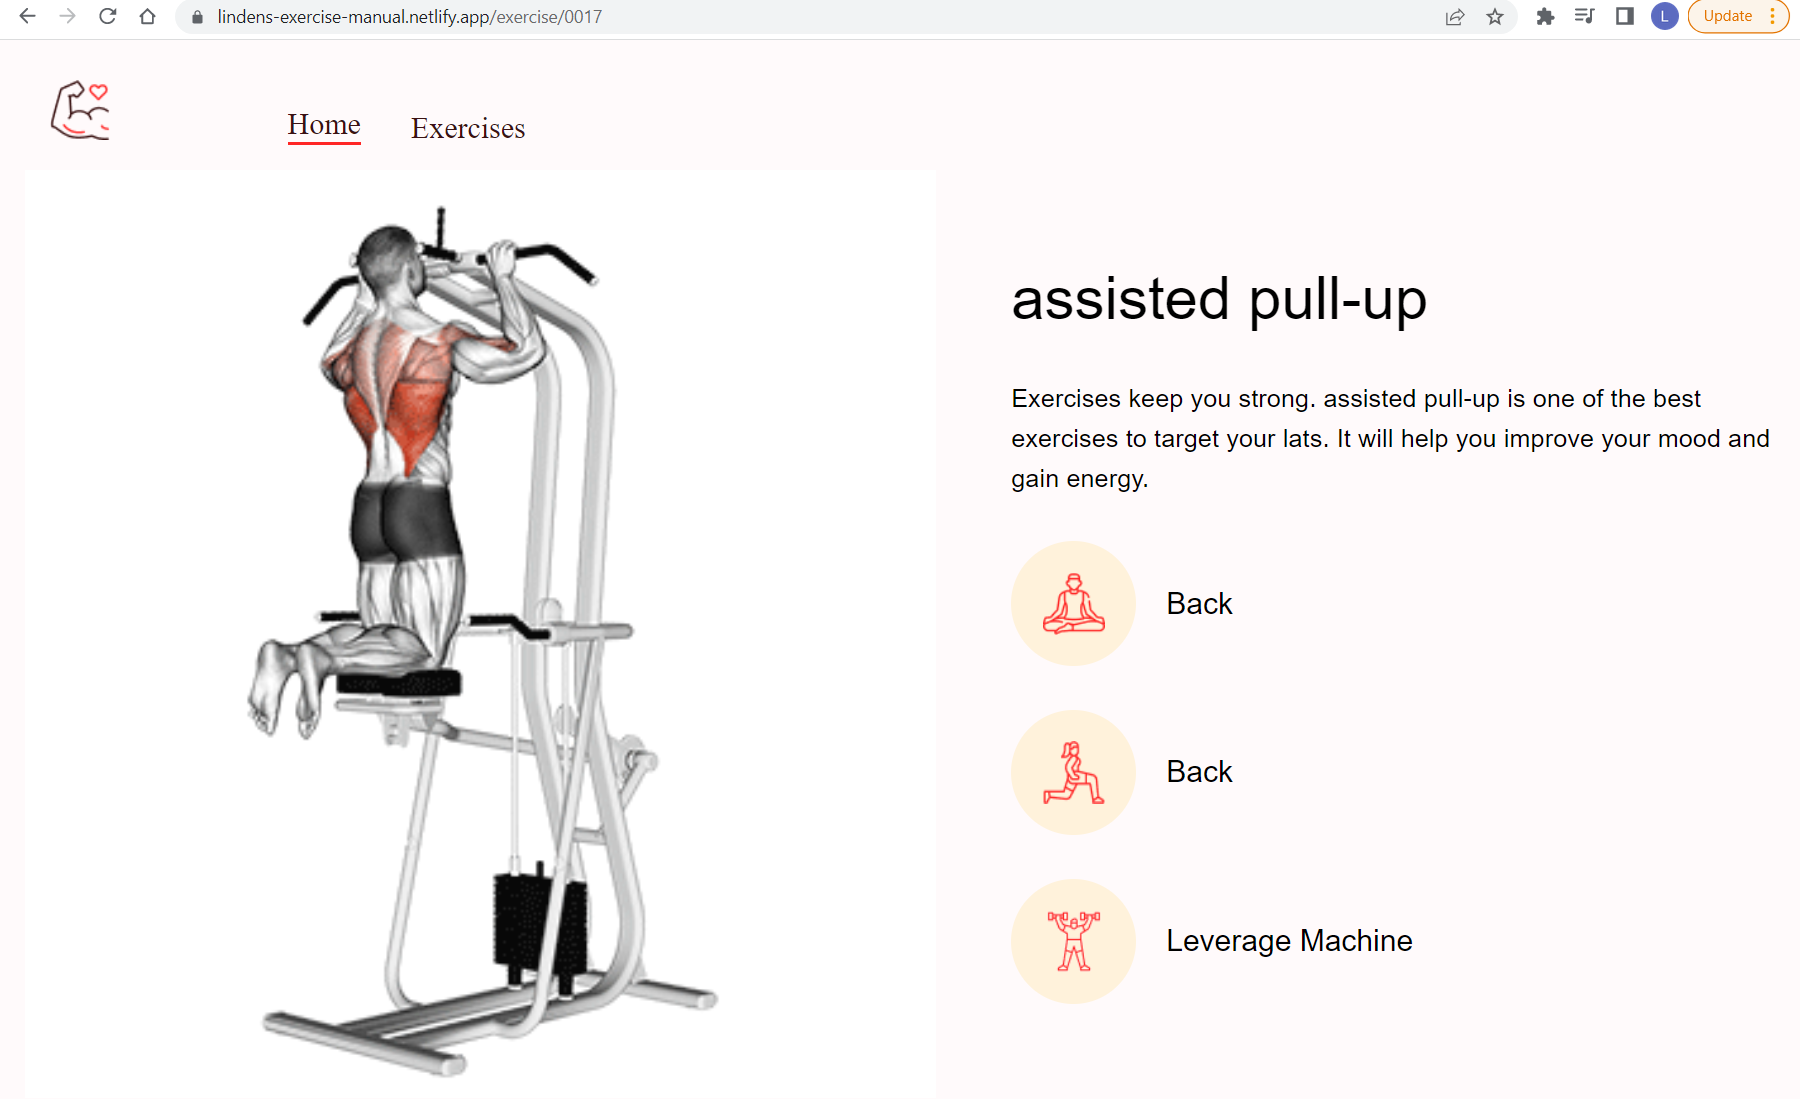 lindens-exercise-manual.netlify.app/exercise/0017
L
Update
Home
Exercises
assisted pull-up
Exercises keep you strong. assisted pull-up is one of the best
exercises to target your lats. It will help you improve your mood and
gain energy.
Back
Back
Leverage Machine